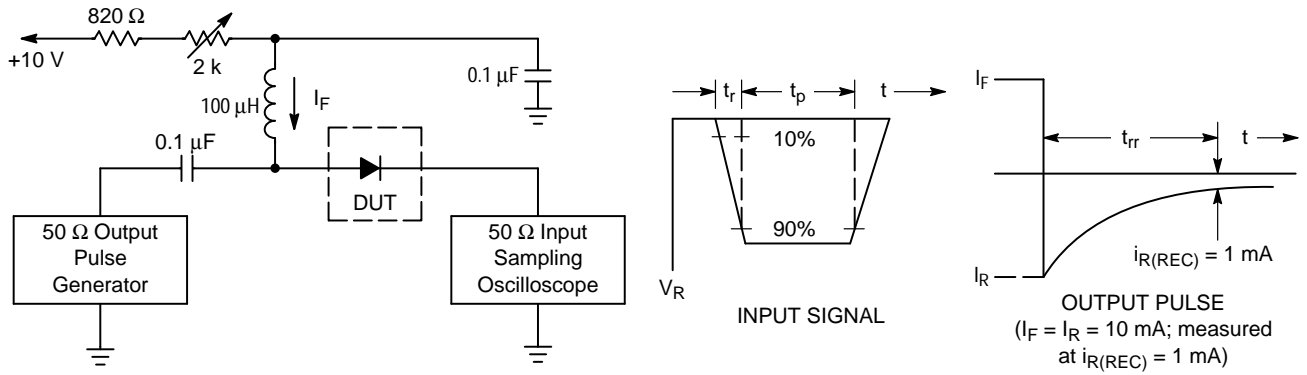 820 Ω
+10 V
2 k
100 μH
I_F
0.1 μF
0.1 μF
DUT
50 Ω Output
Pulse
Generator
50 Ω Input
Sampling
Oscilloscope
t_r
t_p
t
10%
90%
V_R
INPUT SIGNAL
I_F
t_rr
t
i_R(REC) = 1 mA
I_R
OUTPUT PULSE
(I_F = I_R = 10 mA; measured
at i_R(REC) = 1 mA)